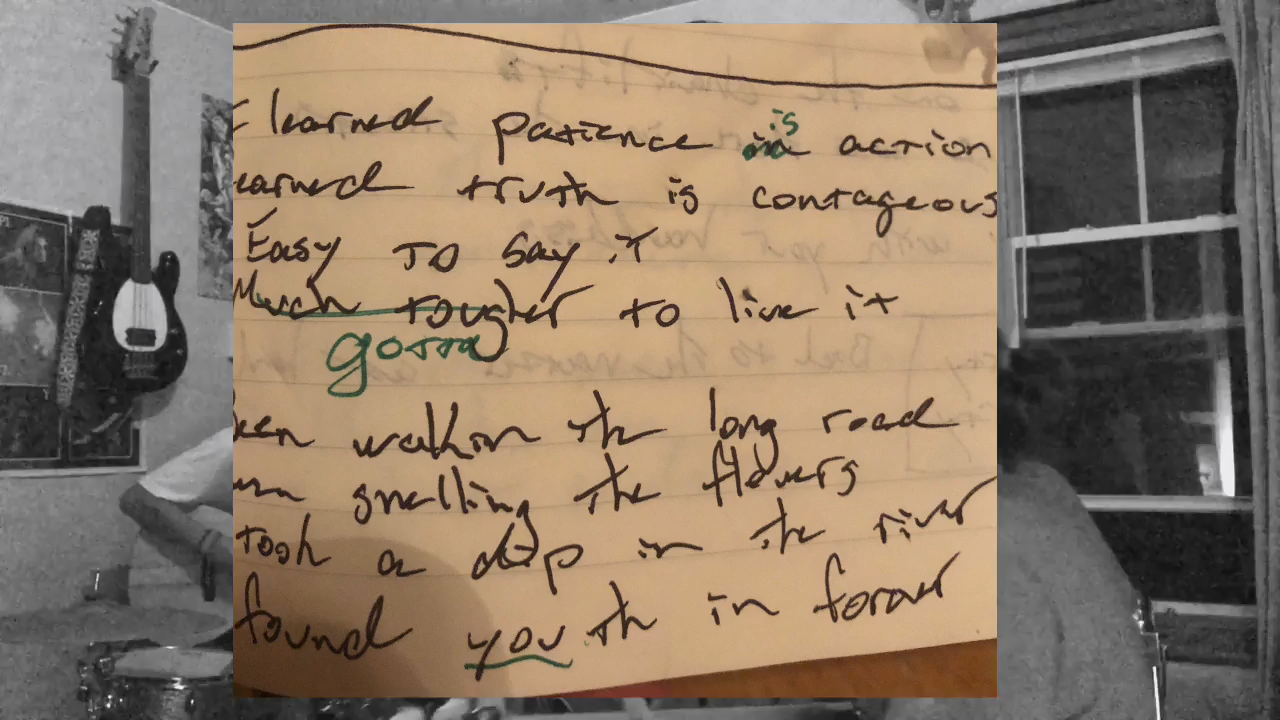 I learned patience is in action
earned truth is contageous
Easy to say it
Much tougher to live it
gotta
een walkin the long road
smelling the flowers
took a dip in the river
found youth in forever